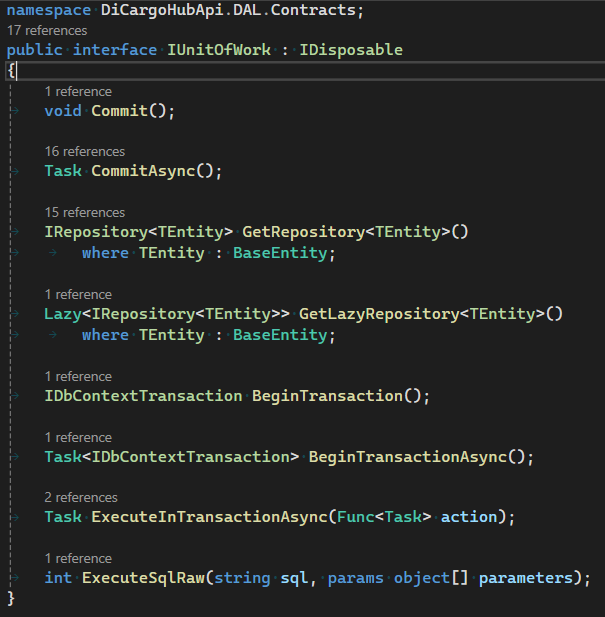 namespace DiCargoHubApi.DAL.Contracts;
17 references
public interface IUnitOfWork : IDisposable
{
1 reference
void Commit();
16 references
Task CommitAsync();
15 references
IRepository<TEntity> GetRepository<TEntity>()
where TEntity : BaseEntity;
1 reference
Lazy<IRepository<TEntity>> GetLazyRepository<TEntity>()
where TEntity : BaseEntity;
1 reference
IDbContextTransaction BeginTransaction();
1 reference
Task<IDbContextTransaction> BeginTransactionAsync();
2 references
Task ExecuteInTransactionAsync(Func<Task> action);
1 reference
int ExecuteSqlRaw(string sql, params object[] parameters);
}